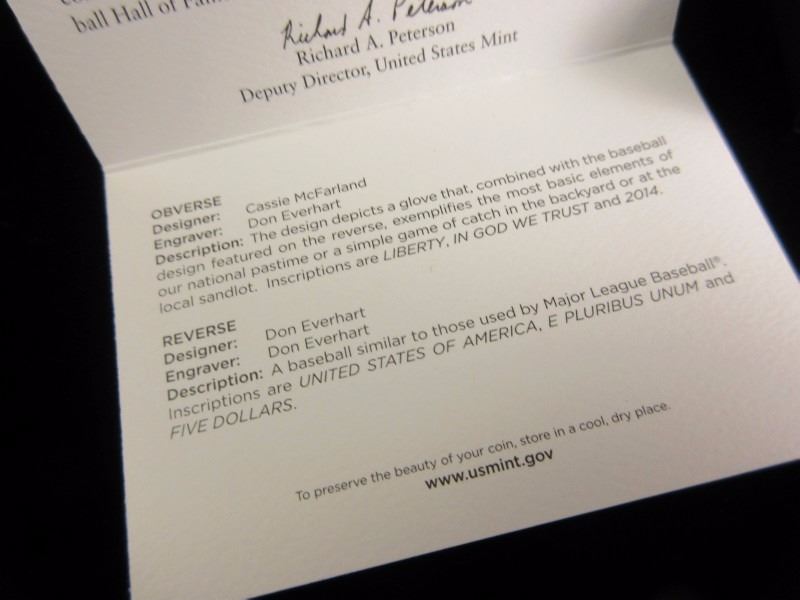 ball Hall of Fame
Richard A. Peterson
Richard A. Peterson
Deputy Director, United States Mint
OBVERSE
Designer: Cassie McFarland
Engraver: Don Everhart
Description: The design depicts a glove that, combined with the baseball
design featured on the reverse, exemplifies the most basic elements of
our national pastime or a simple game of catch in the backyard or at the
local sandlot. Inscriptions are LIBERTY, IN GOD WE TRUST and 2014.
REVERSE
Designer: Don Everhart
Engraver: Don Everhart
Description: A baseball similar to those used by Major League Baseball®.
Inscriptions are UNITED STATES OF AMERICA, E PLURIBUS UNUM and
FIVE DOLLARS.
To preserve the beauty of your coin, store in a cool, dry place.
www.usmint.gov